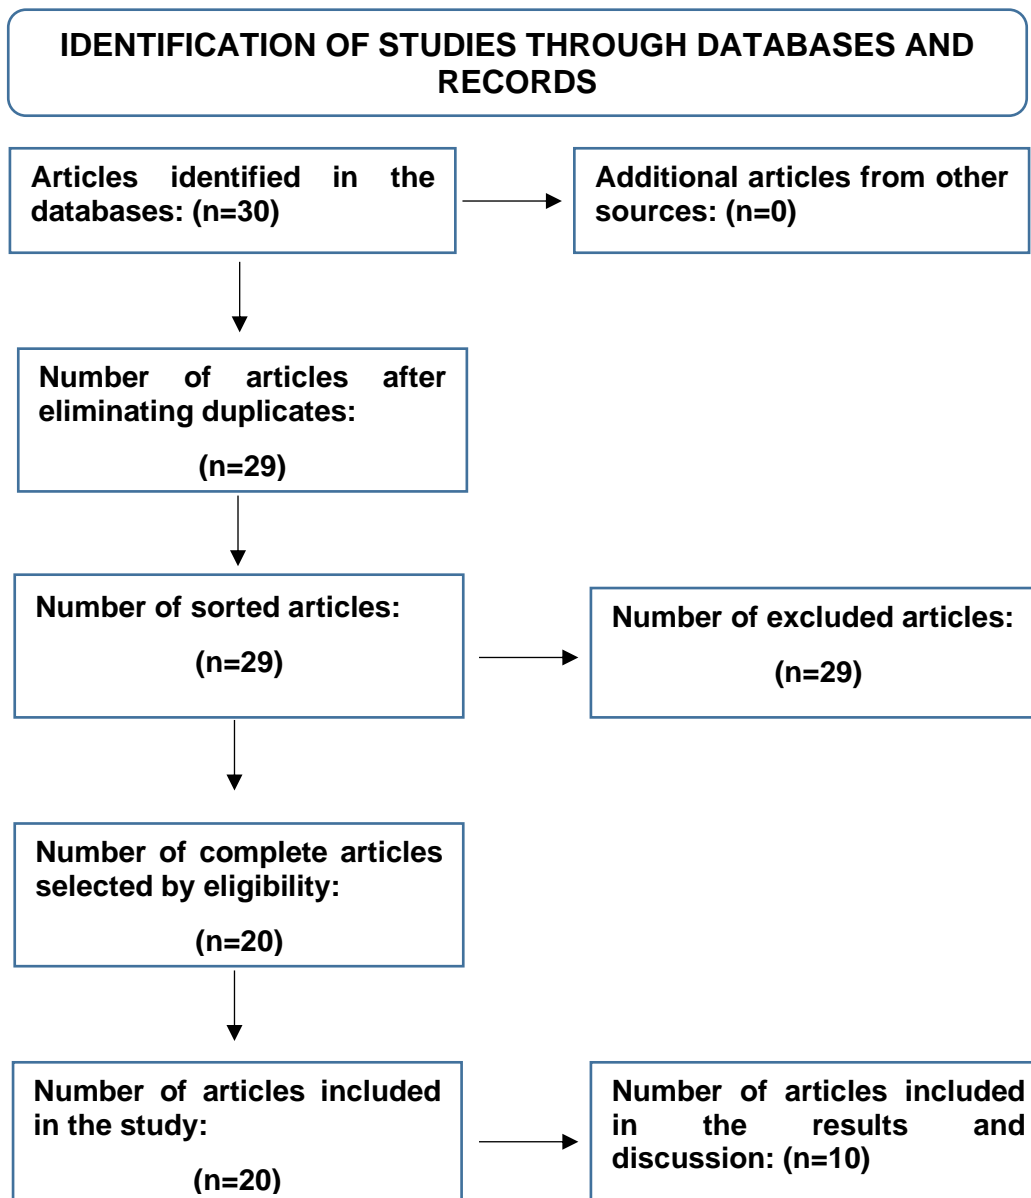 IDENTIFICATION OF STUDIES THROUGH DATABASES AND
RECORDS
Articles identified in the
databases: (n=30)
Additional articles from other
sources: (n=0)
Number of articles after
eliminating duplicates:
(n=29)
Number of sorted articles:
(n=29)
Number of excluded articles:
(n=29)
Number of complete articles
selected by eligibility:
(n=20)
Number of articles included
in the study:
(n=20)
Number of articles included
in the results and
discussion: (n=10)